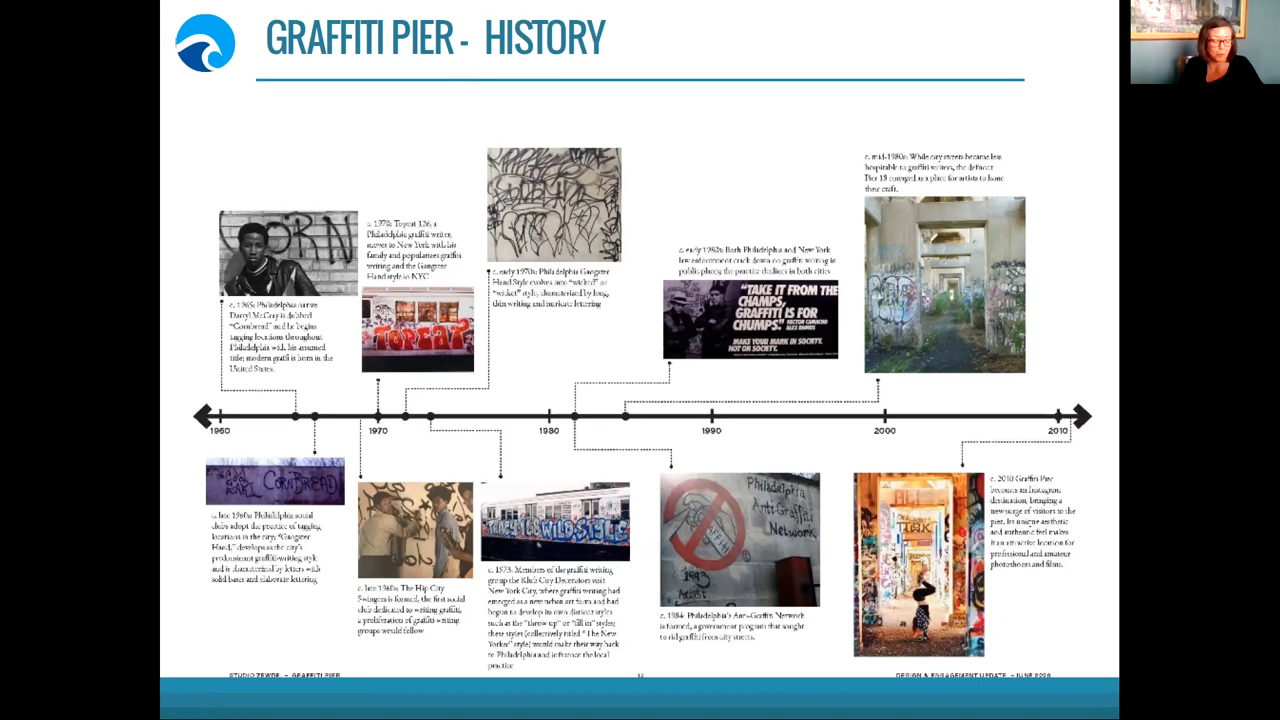 GRAFFITI PIER - HISTORY
c. mid-1980s: While city streets became less
hospitable to graffiti writers, the defunct
Pier 18 emerged as a place for artists to hone
their craft.
CORN
c. 1970: Topcat 126, a
Philadelphia graffiti writer,
moves to New York with his
family and popularizes graffiti
writing and the Gangster
Hand style to NYC
TOPCAT
c. early 1970s: Philadelphia Gangster
Hand Style evolves into "wicked" or
"wicket" style, characterized by long,
thin writing and intricate lettering
c. early 1980s: Both Philadelphia and New York
law enforcement crack down on graffiti writing in
public places; the practice declines in both cities
"TAKE IT FROM THE
CHAMPS,
GRAFFITI IS FOR
CHUMPS."
HECTOR CAMACHO
ALEX RAMOS
MAKE YOUR MARK IN SOCIETY,
NOT ON SOCIETY.
c. 1965: Philadelphia native
Darryl McCray is dubbed
"Cornbread" and he begins
tagging locations throughout
Philadelphia with his assumed
title; modern graffiti is born in the
United States.
1960
1970
1980
1990
2000
2010
CORNBREAD
c. late 1960s: Philadelphia social
clubs adopt the practice of tagging
locations in the city; "Gangster
Hand," develops as the city's
predominant graffiti-writing style
and is characterized by letters with
solid bases and elaborate lettering
c. late 1960s: The Hip City
Swingers is formed, the first social
club dedicated to writing graffiti;
a proliferation of graffiti writing
groups would follow
WILD STYLE
c. 1973: Members of the graffiti writing
group the Klub City Decorators visit
New York City, where graffiti writing had
emerged as a new urban art form and had
begun to develop its own distinct styles
such as the "throw up" or "fill in" styles;
these styles (collectively titled "The New
Yorker" style) would make their way back
to Philadelphia and influence the local
practice
Philadelphia
Anti-Graffiti
Network
©
1993
Artist
c. 1984: Philadelphia's Anti-Graffiti Network
is formed, a government program that sought
to rid graffiti from city streets.
c. 2010: Graffiti Pier
becomes an Instagram
destination, bringing a
new surge of visitors to the
pier. Its unique aesthetic
and authentic feel makes
it an attractive location for
professional and amateur
photoshoots and films.
STUDIO ZEWDE – GRAFFITI PIER
DESIGN & ENGAGEMENT UPDATE – JUNE 2020